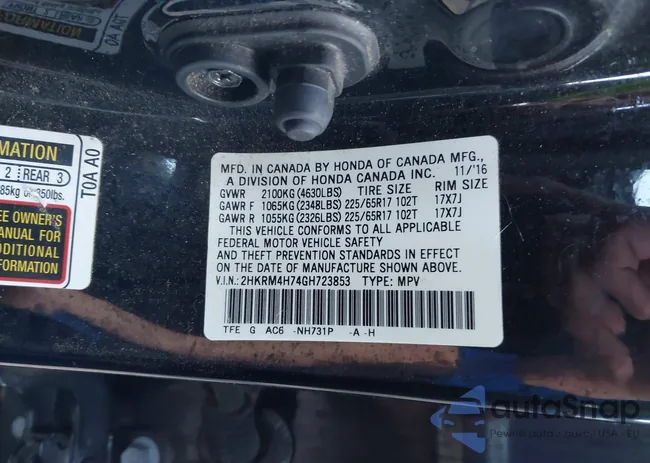 MATION
2 REAR 3
85kg
350lbs.
EE OWNER'S
ANUAL FOR
DDITIONAL
FORMATION
T0A A0
MFD. IN CANADA BY HONDA OF CANADA MFG.,
A DIVISION OF HONDA CANADA INC. 11/'16
GVWR 2100KG (4630LBS) TIRE SIZE RIM SIZE
GAWR F 1065KG (2348LBS) 225/65R17 102T 17X7J
GAWR R 1055KG (2326LBS) 225/65R17 102T 17X7J
THIS VEHICLE CONFORMS TO ALL APPLICABLE
FEDERAL MOTOR VEHICLE SAFETY
AND THEFT PREVENTION STANDARDS IN EFFECT
ON THE DATE OF MANUFACTURE SHOWN ABOVE.
V.I.N.: 2HKRM4H74GH723853 TYPE: MPV
TFE G AC6 -NH731P -A -H
autoSnap